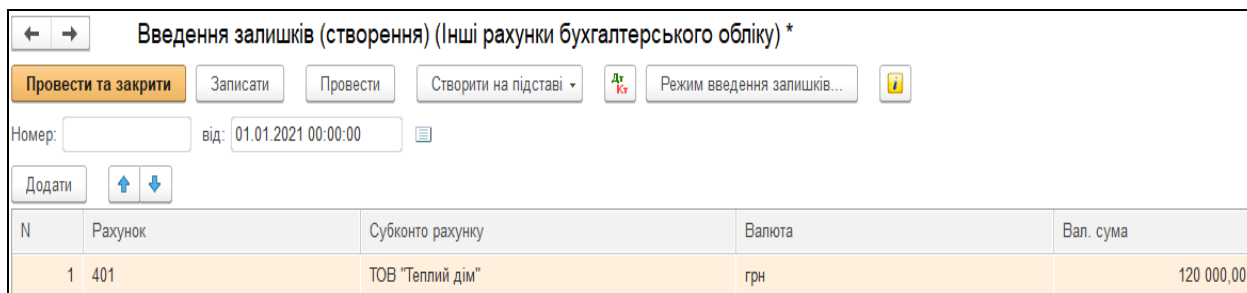 Введення залишків (створення) (Інші рахунки бухгалтерського обліку) *
Провести та закрити Записати Провести Створити на підставі Дт Кт Режим введення залишків...
Номер: від: 01.01.2021 00:00:00
Додати
N Рахунок Субконто рахунку Валюта Вал. сума
1 401 ТОВ "Теплий дім" грн 120 000,00